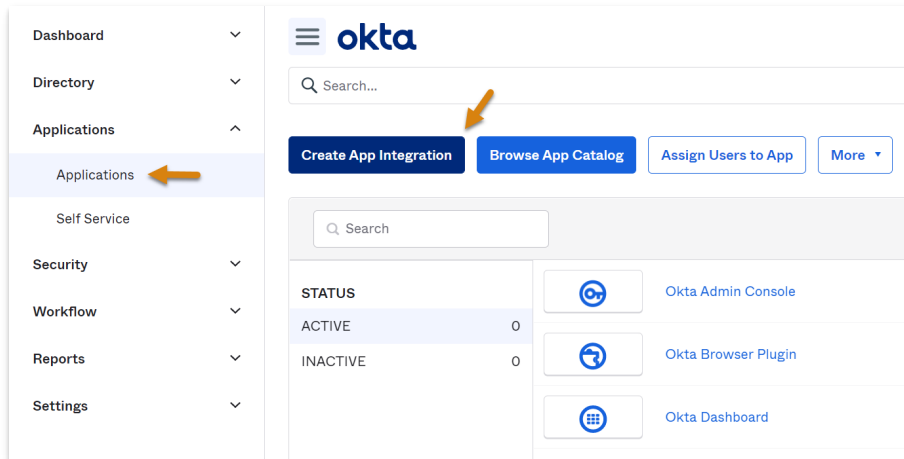 Dashboard
Directory
Applications
Applications
Self Service
Security
Workflow
Reports
Settings
okta
Search...
Create App Integration
Browse App Catalog
Assign Users to App
More
Search
STATUS
ACTIVE 0
INACTIVE 0
Okta Admin Console
Okta Browser Plugin
Okta Dashboard